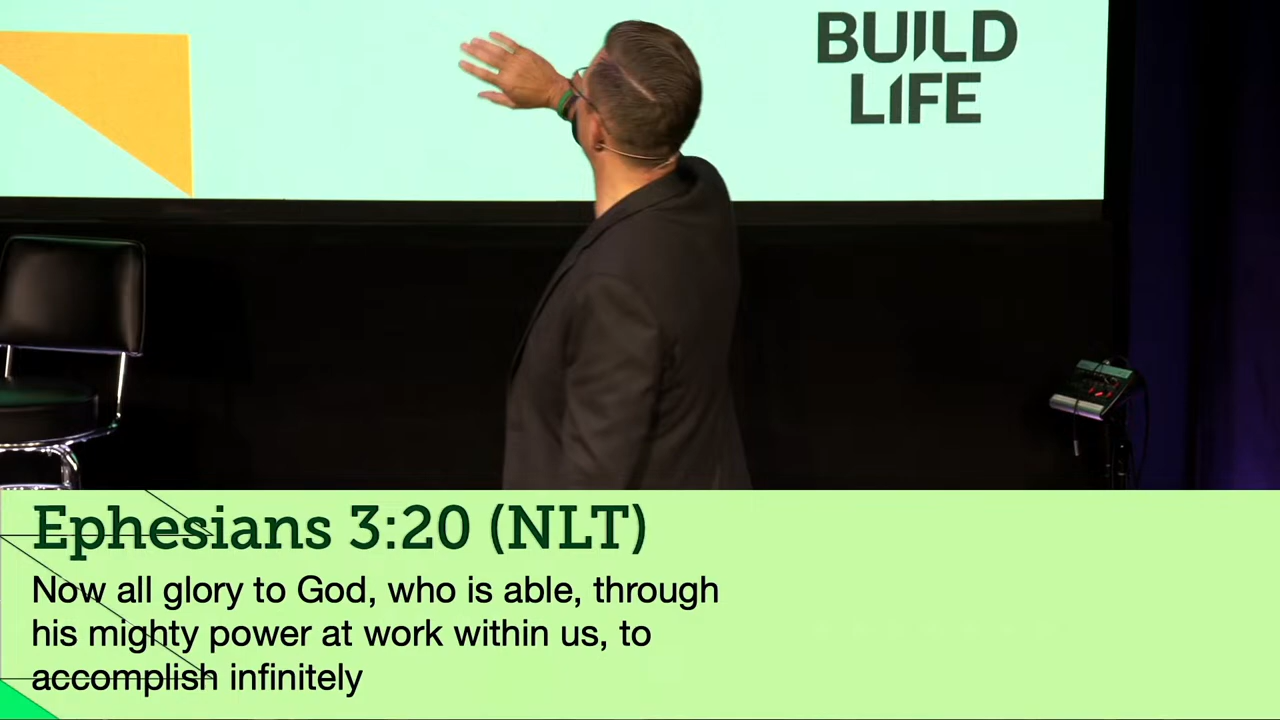 BUILD
LIFE
Ephesians 3:20 (NLT)
Now all glory to God, who is able, through
his mighty power at work within us, to
accomplish infinitely